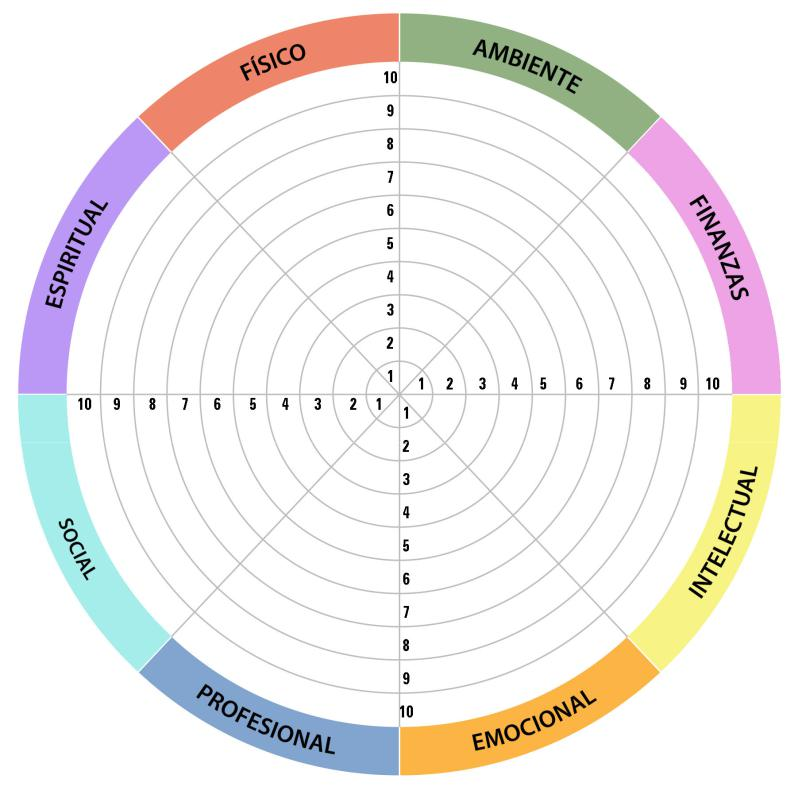 FÍSICO
AMBIENTE
FINANZAS
INTELECTUAL
EMOCIONAL
PROFESIONAL
SOCIAL
ESPIRITUAL
10
9
8
7
6
5
4
3
2
1
1 2 3 4 5 6 7 8 9 10
10 9 8 7 6 5 4 3 2 1
1
2
3
4
5
6
7
8
9
10